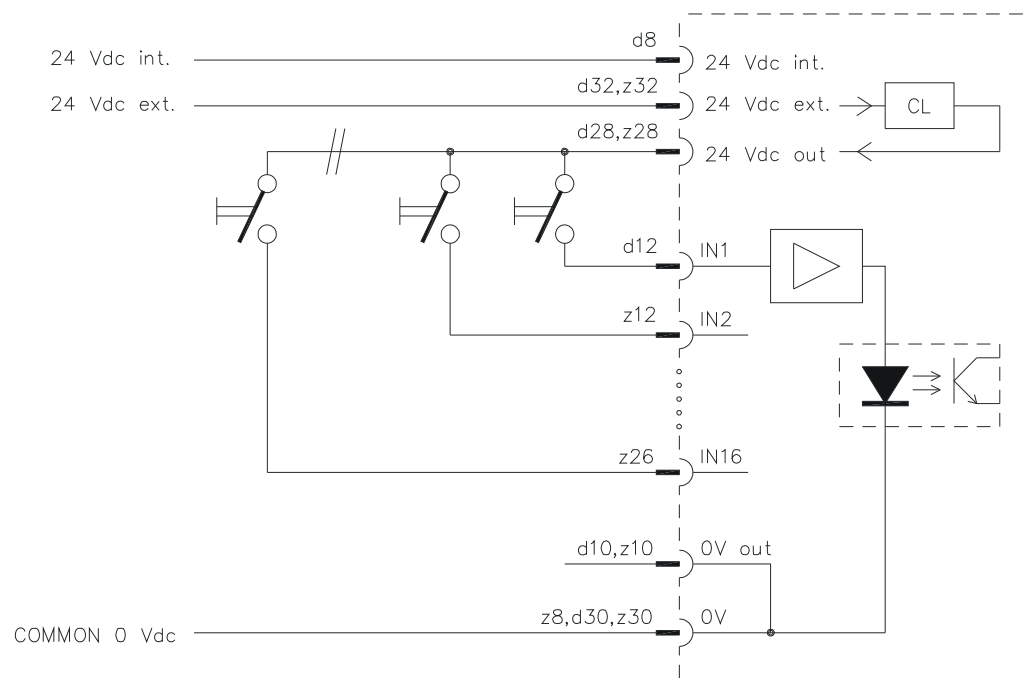 d8
24 Vdc int.
24 Vdc int.
d32,z32
24 Vdc ext.
24 Vdc ext.
CL
d28,z28
24 Vdc out
d12
IN1
z12
IN2
z26
IN16
d10,z10
0V out
z8,d30,z30
0V
COMMON 0 Vdc